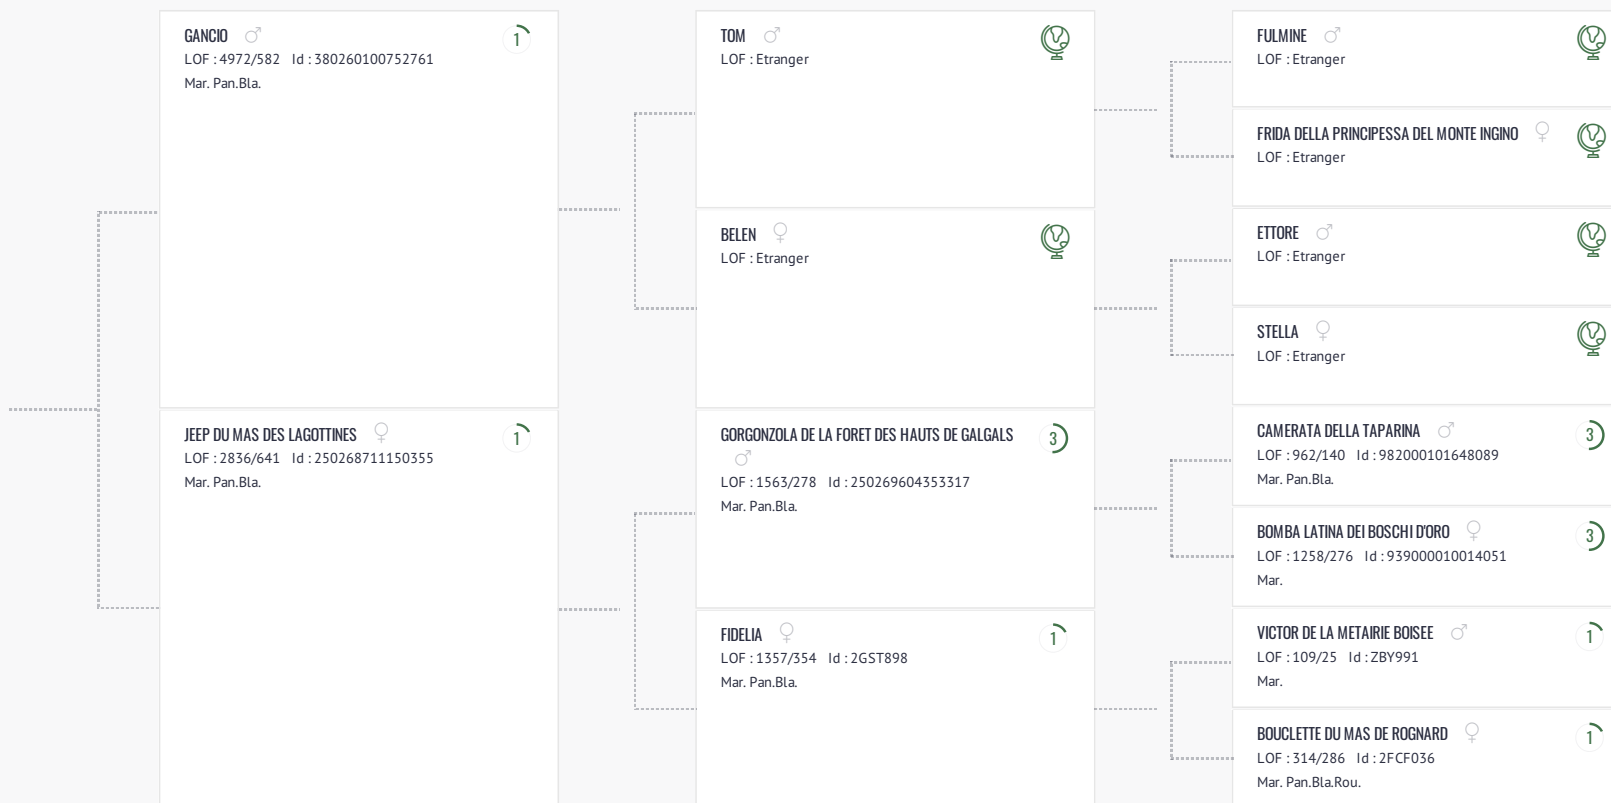 GANCIO
1
LOF : 4972/582 Id : 380260100752761
Mar. Pan.Bla.
JEEP DU MAS DES LAGOTTINES
1
LOF : 2836/641 Id : 250268711150355
Mar. Pan.Bla.
TOM
LOF : Etranger
BELEN
LOF : Etranger
GORGONZOLA DE LA FORET DES HAUTS DE GALGALS
3
LOF : 1563/278 Id : 250269604353317
Mar. Pan.Bla.
FIDELIA
1
LOF : 1357/354 Id : 2GST898
Mar. Pan.Bla.
FULMINE
LOF : Etranger
FRIDA DELLA PRINCIPESSA DEL MONTE INGINO
LOF : Etranger
ETTORE
LOF : Etranger
STELLA
LOF : Etranger
CAMERATA DELLA TAPARINA
3
LOF : 962/140 Id : 982000101648089
Mar. Pan.Bla.
BOMBA LATINA DEI BOSCHI D'ORO
3
LOF : 1258/276 Id : 939000010014051
Mar.
VICTOR DE LA METAIRIE BOISEE
1
LOF : 109/25 Id : ZBY991
Mar.
BOUCLETTE DU MAS DE ROGNARD
1
LOF : 314/286 Id : 2FCF036
Mar. Pan.Bla.Rou.